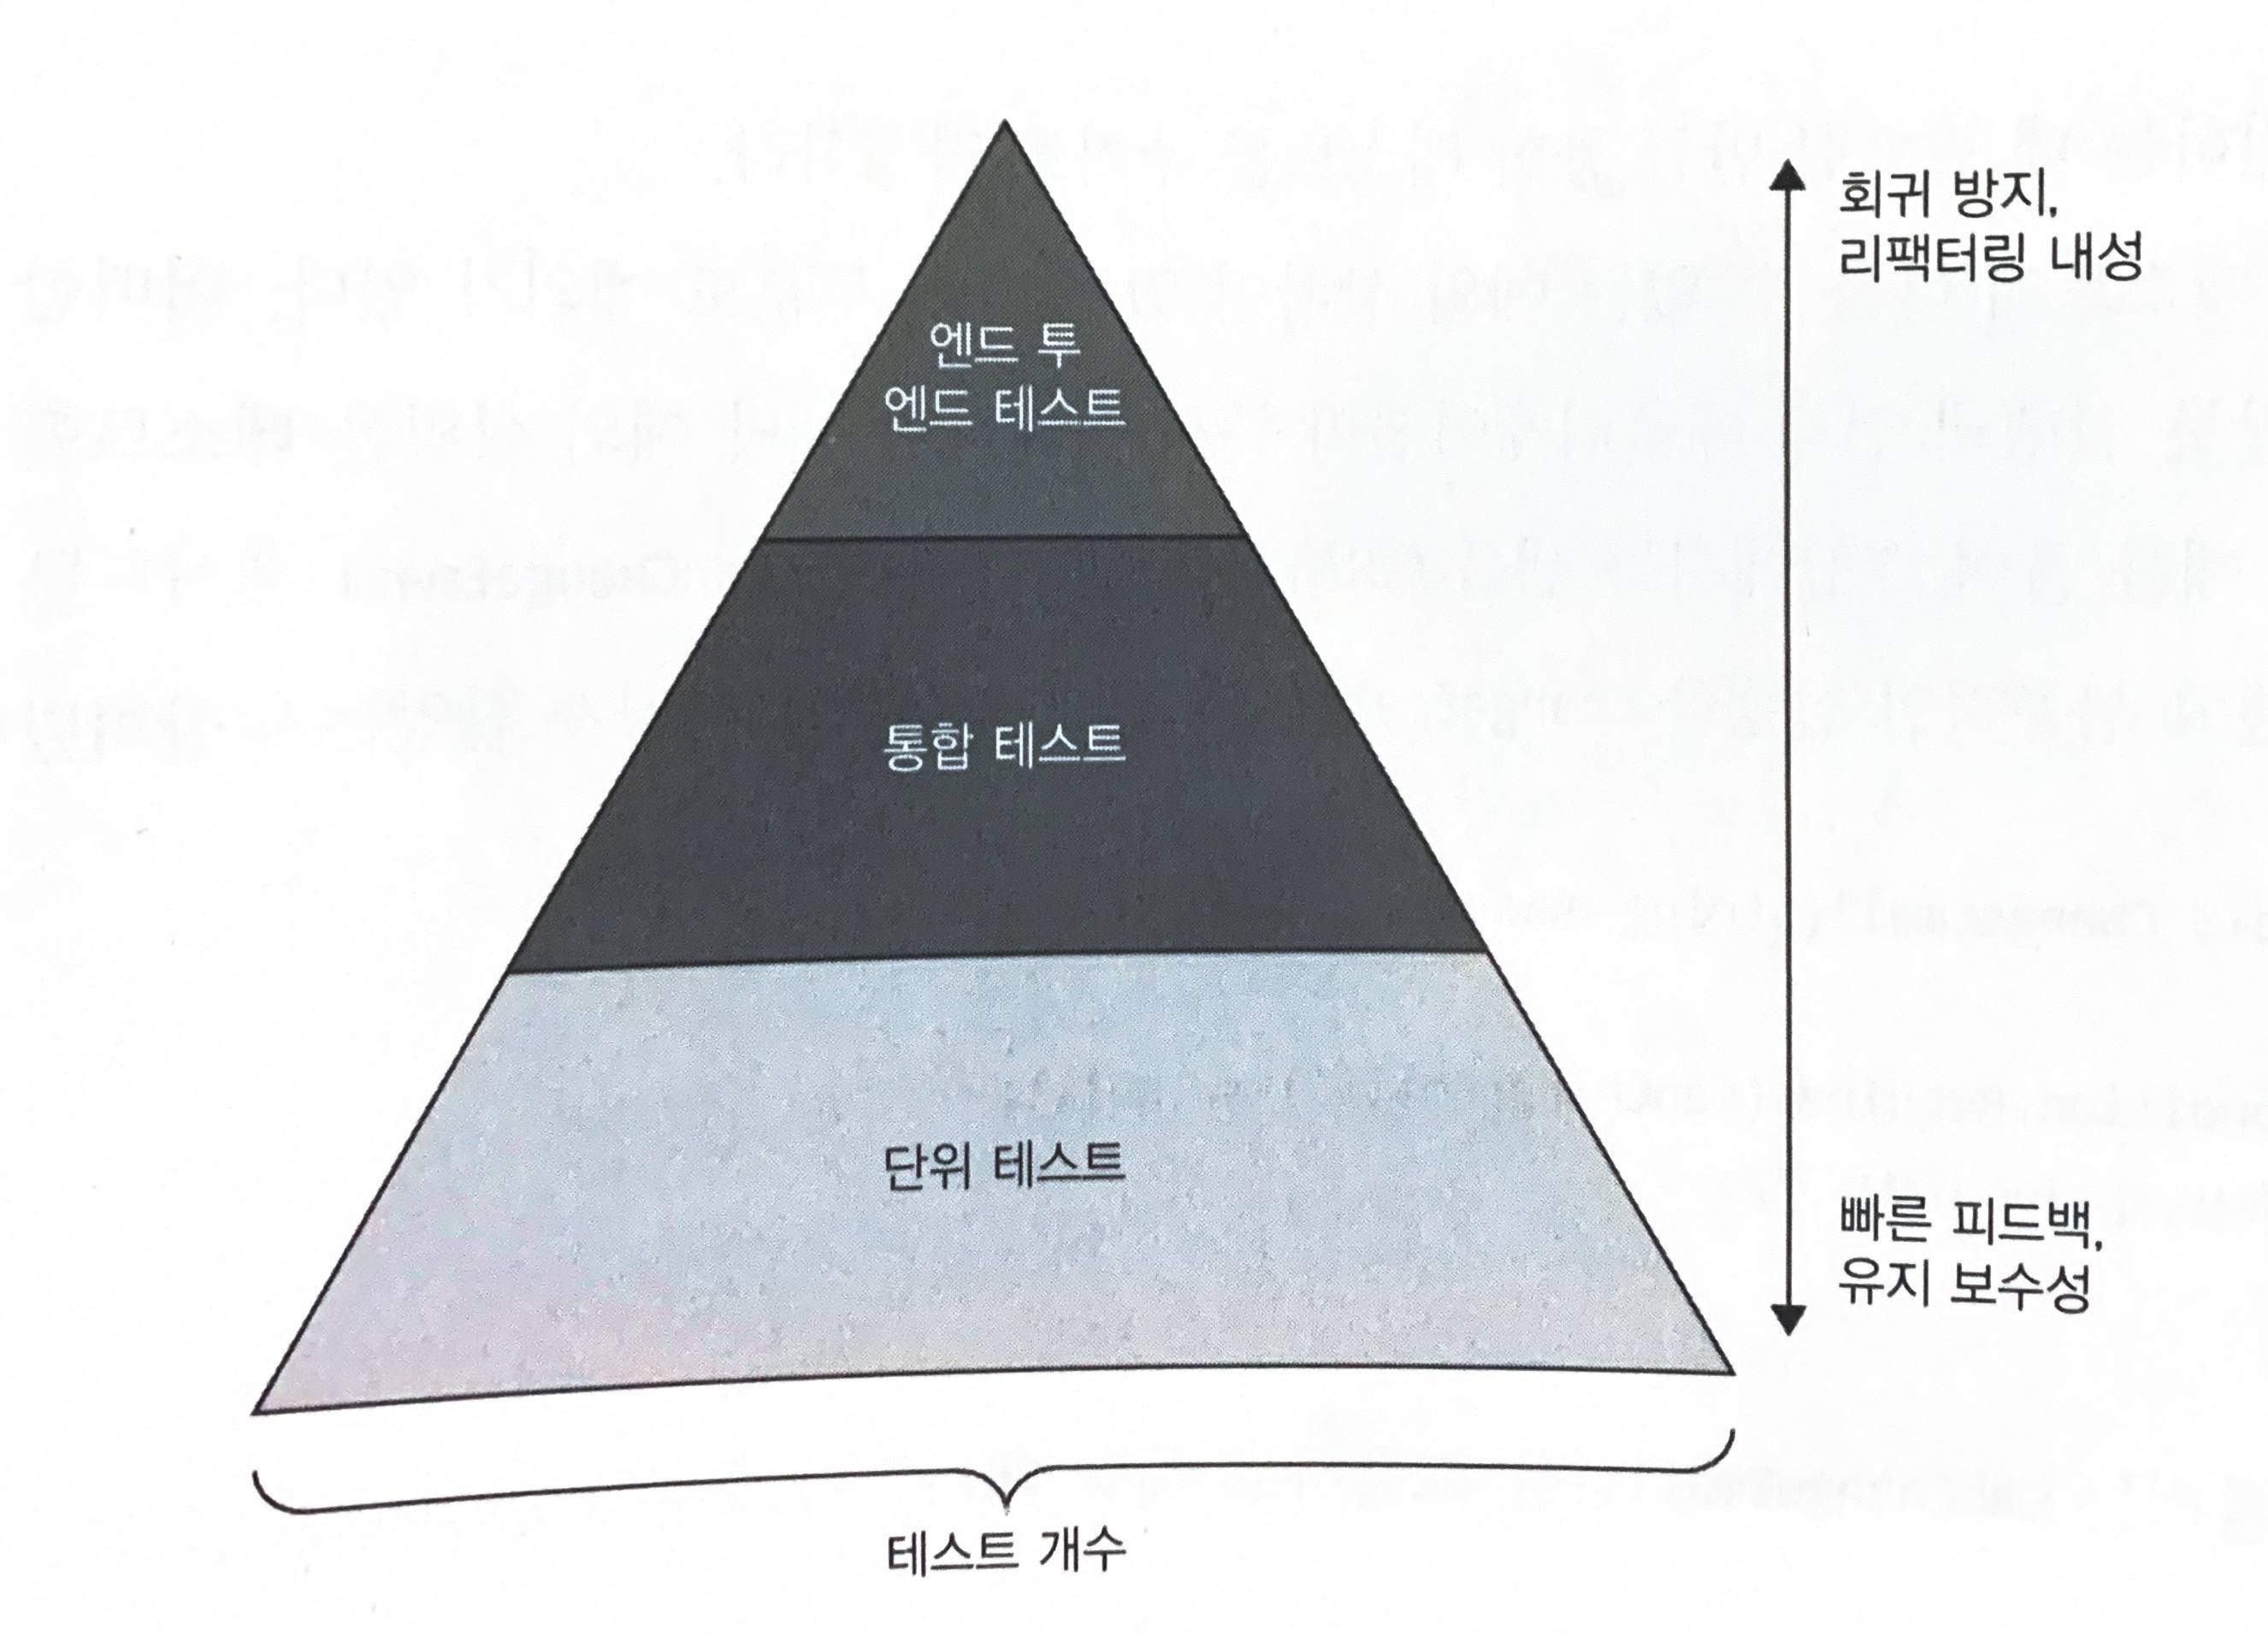 회귀 방지,
리팩터링 내성
엔드 투
엔드 테스트
통합 테스트
단위 테스트
빠른 피드백,
유지 보수성
테스트 개수